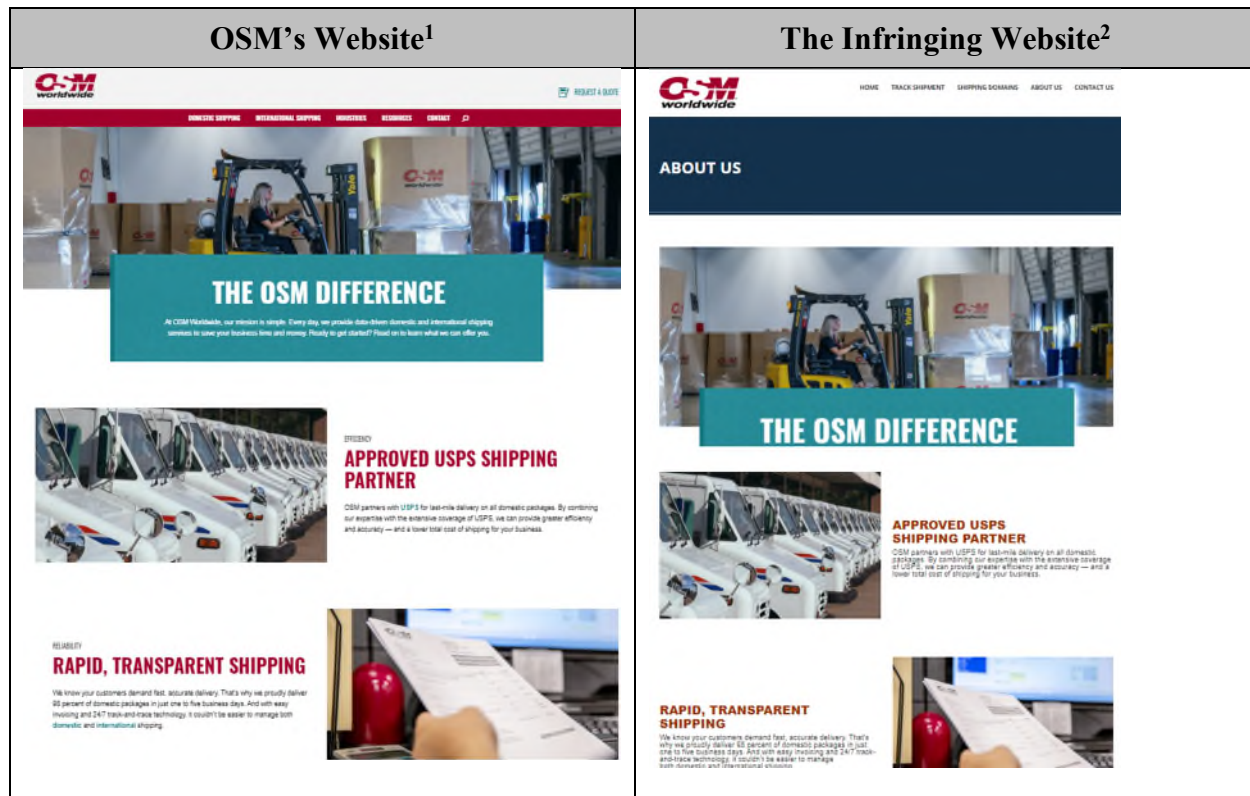 OSM's Website1
The Infringing Website2
OSM
worldwide
REQUEST A QUOTE
DOMESTIC SHIPPING INTERNATIONAL SHIPPING INDUSTRIES RESOURCES CONTACT
OSM
worldwide
THE OSM DIFFERENCE
At OSM Worldwide, our mission is simple. Every day, we provide data-driven domestic and international shipping
services to save your business time and money. Ready to get started? Read on to learn what we can offer you.
EFFICIENCY
APPROVED USPS SHIPPING
PARTNER
OSM partners with USPS for last-mile delivery on all domestic packages. By combining
our expertise with the extensive coverage of USPS, we can provide greater efficiency
and accuracy — and a lower total cost of shipping for your business.
RELIABILITY
RAPID, TRANSPARENT SHIPPING
We know your customers demand fast, accurate delivery. That's why we proudly deliver
98 percent of domestic packages in just one to five business days. And with easy
invoicing and 24/7 track-and-trace technology, it couldn't be easier to manage both
domestic and international shipping.
OSM
OSM
worldwide
HOME TRACK SHIPMENT SHIPPING DOMAINS ABOUT US CONTACT US
ABOUT US
OSM
THE OSM DIFFERENCE
APPROVED USPS
SHIPPING PARTNER
OSM partners with USPS for last-mile delivery on all domestic
packages. By combining our expertise with the extensive coverage
of USPS, we can provide greater efficiency and accuracy — and a
lower total cost of shipping for your business.
RAPID, TRANSPARENT
SHIPPING
We know your customers demand fast, accurate delivery. That's
why we proudly deliver 98 percent of domestic packages in just
one to five business days. And with easy invoicing and 24/7 track-
and-trace technology, it couldn't be easier to manage
both domestic and international shipping.